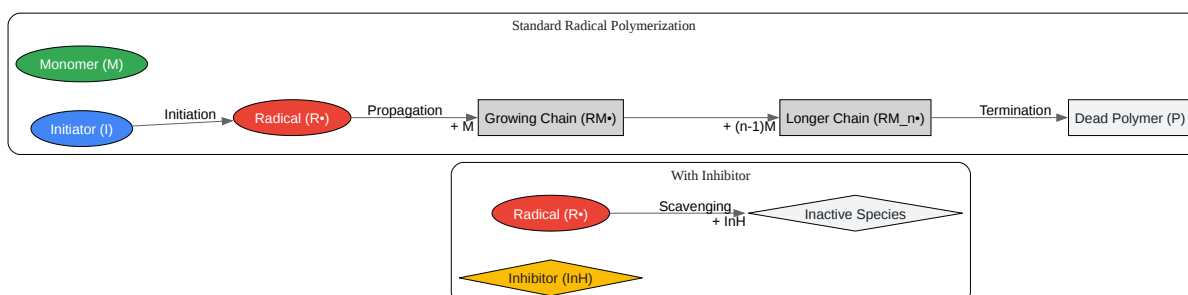 Standard Radical Polymerization
Monomer (M)
Initiator (I)
Initiation
Radical (R•)
Propagation
+ M
Growing Chain (RM•)
+ (n-1)M
Longer Chain (RM_n•)
Termination
Dead Polymer (P)
With Inhibitor
Radical (R•)
Scavenging
+ InH
Inactive Species
Inhibitor (InH)